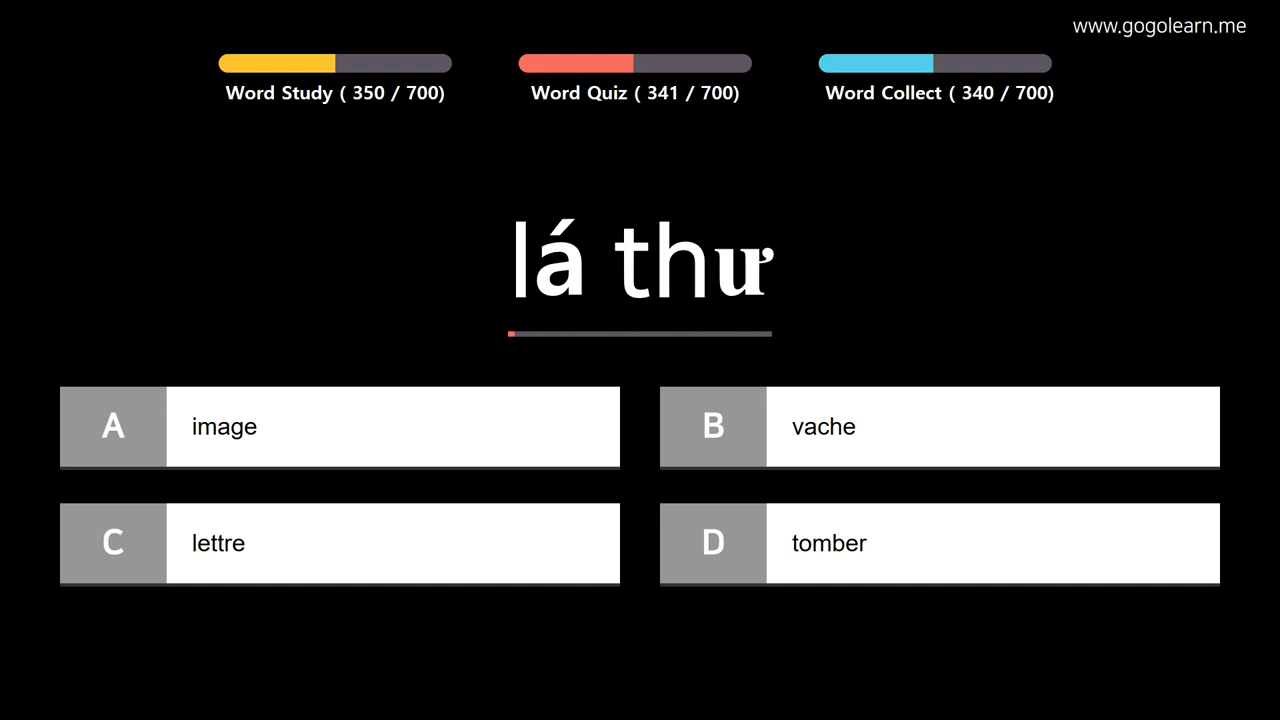 www.gogolearn.me
Word Study ( 350 / 700)
Word Quiz ( 341 / 700)
Word Collect ( 340 / 700)
lá thư
A image
B vache
C lettre
D tomber